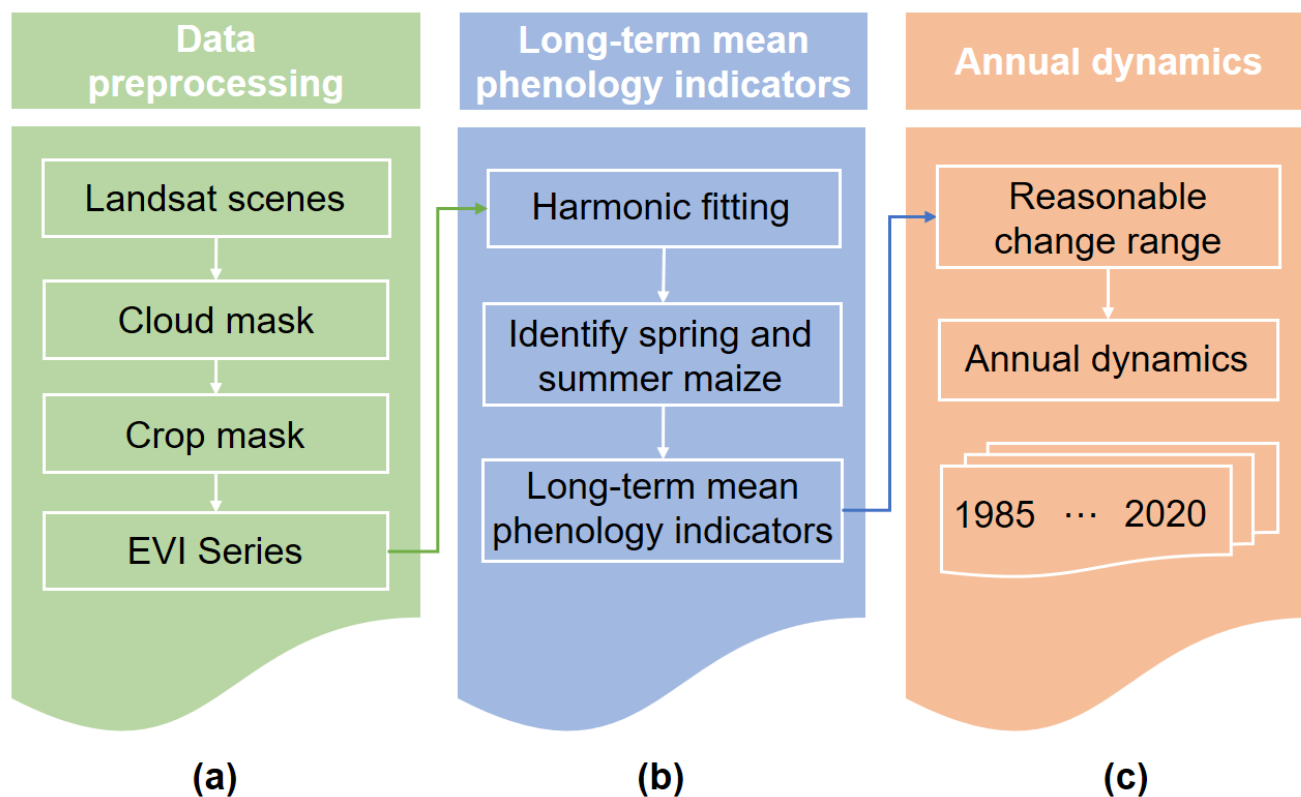 Data
preprocessing
Landsat scenes
Cloud mask
Crop mask
EVI Series
(a)
Long-term mean
phenology indicators
Harmonic fitting
Identify spring and
summer maize
Long-term mean
phenology indicators
(b)
Annual dynamics
Reasonable
change range
Annual dynamics
1985 ··· 2020
(c)